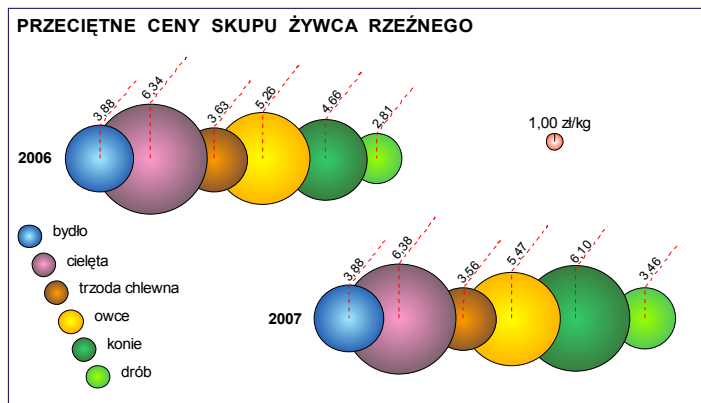 PRZECIĘTNE CENY SKUPU ŻYWCA RZEŹNEGO
3,88
6,34
3,63
5,26
4,66
2,81
1,00 zł/kg
2006
bydło
cielęta
trzoda chlewna
owce
konie
drób
3,88
6,38
3,56
5,47
6,10
3,46
2007